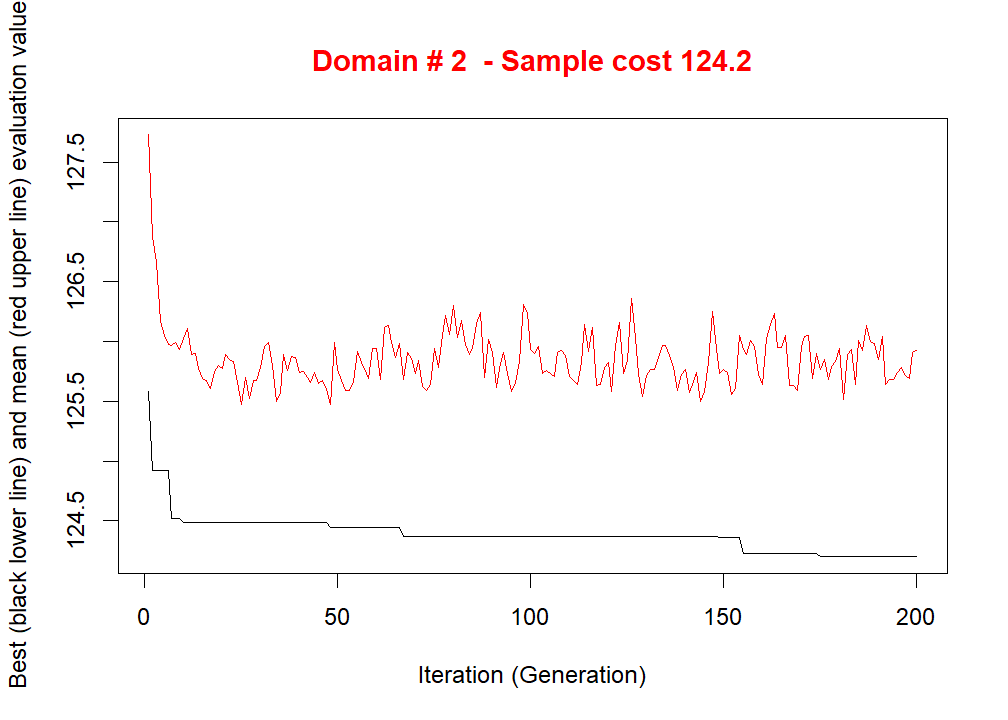 Domain # 2  - Sample cost 124.2
Best (black lower line) and mean (red upper line) evaluation value
127.5
126.5
125.5
124.5
0 50 100 150 200
Iteration (Generation)